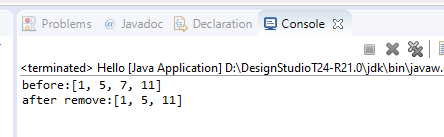 Problems @ Javadoc Declaration Console
<terminated> Hello [Java Application] D:\DesignStudioT24-R21.0\jdk\bin\javaw.
before:[1, 5, 7, 11]
after remove:[1, 5, 11]